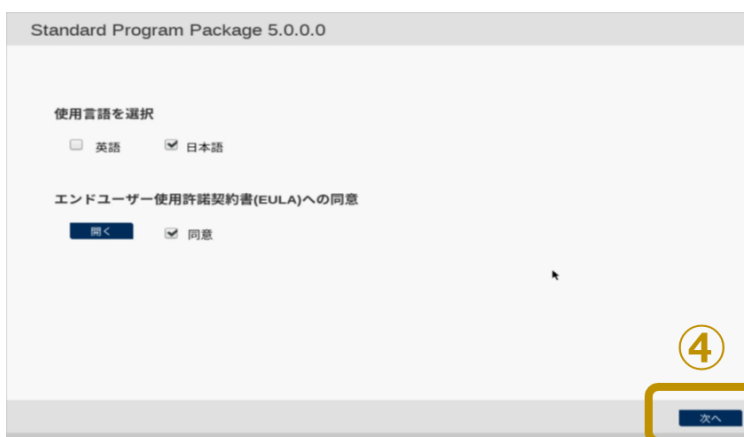 Standard Program Package 5.0.0.0
使用言語を選択
英語 日本語
エンドユーザー使用許諾契約書(EULA)への同意
開く 同意
④
次へ